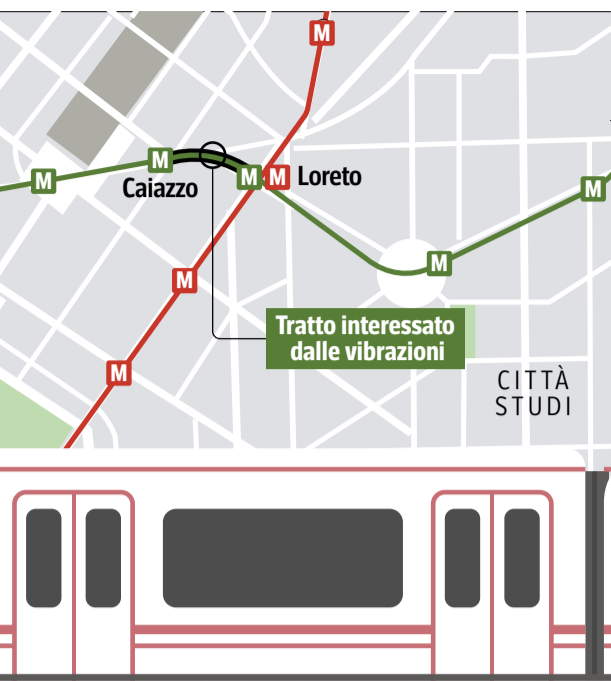 M
M
M
M M Loreto
Caiazzo
M
M
M
M
Tratto interessato
dalle vibrazioni
M
CITTÀ
STUDI